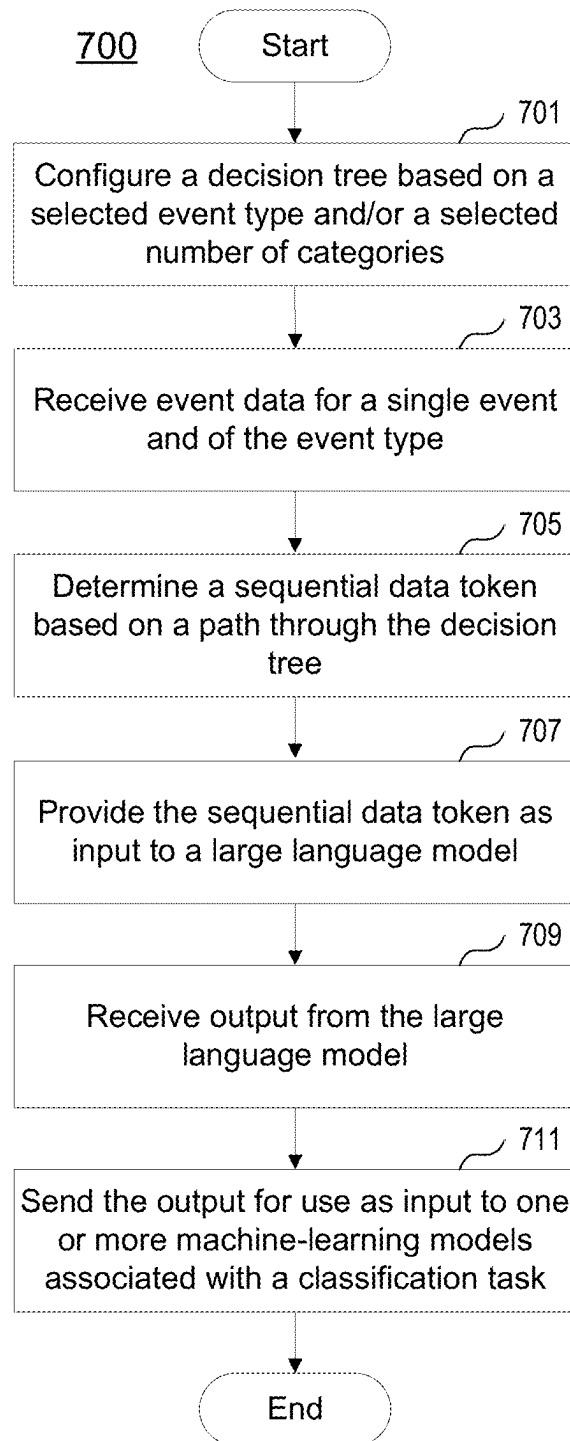 700
Start
701
Configure a decision tree based on a
selected event type and/or a selected
number of categories
703
Receive event data for a single event
and of the event type
705
Determine a sequential data token
based on a path through the decision
tree
707
Provide the sequential data token as
input to a large language model
709
Receive output from the large
language model
711
Send the output for use as input to one
or more machine-learning models
associated with a classification task
End